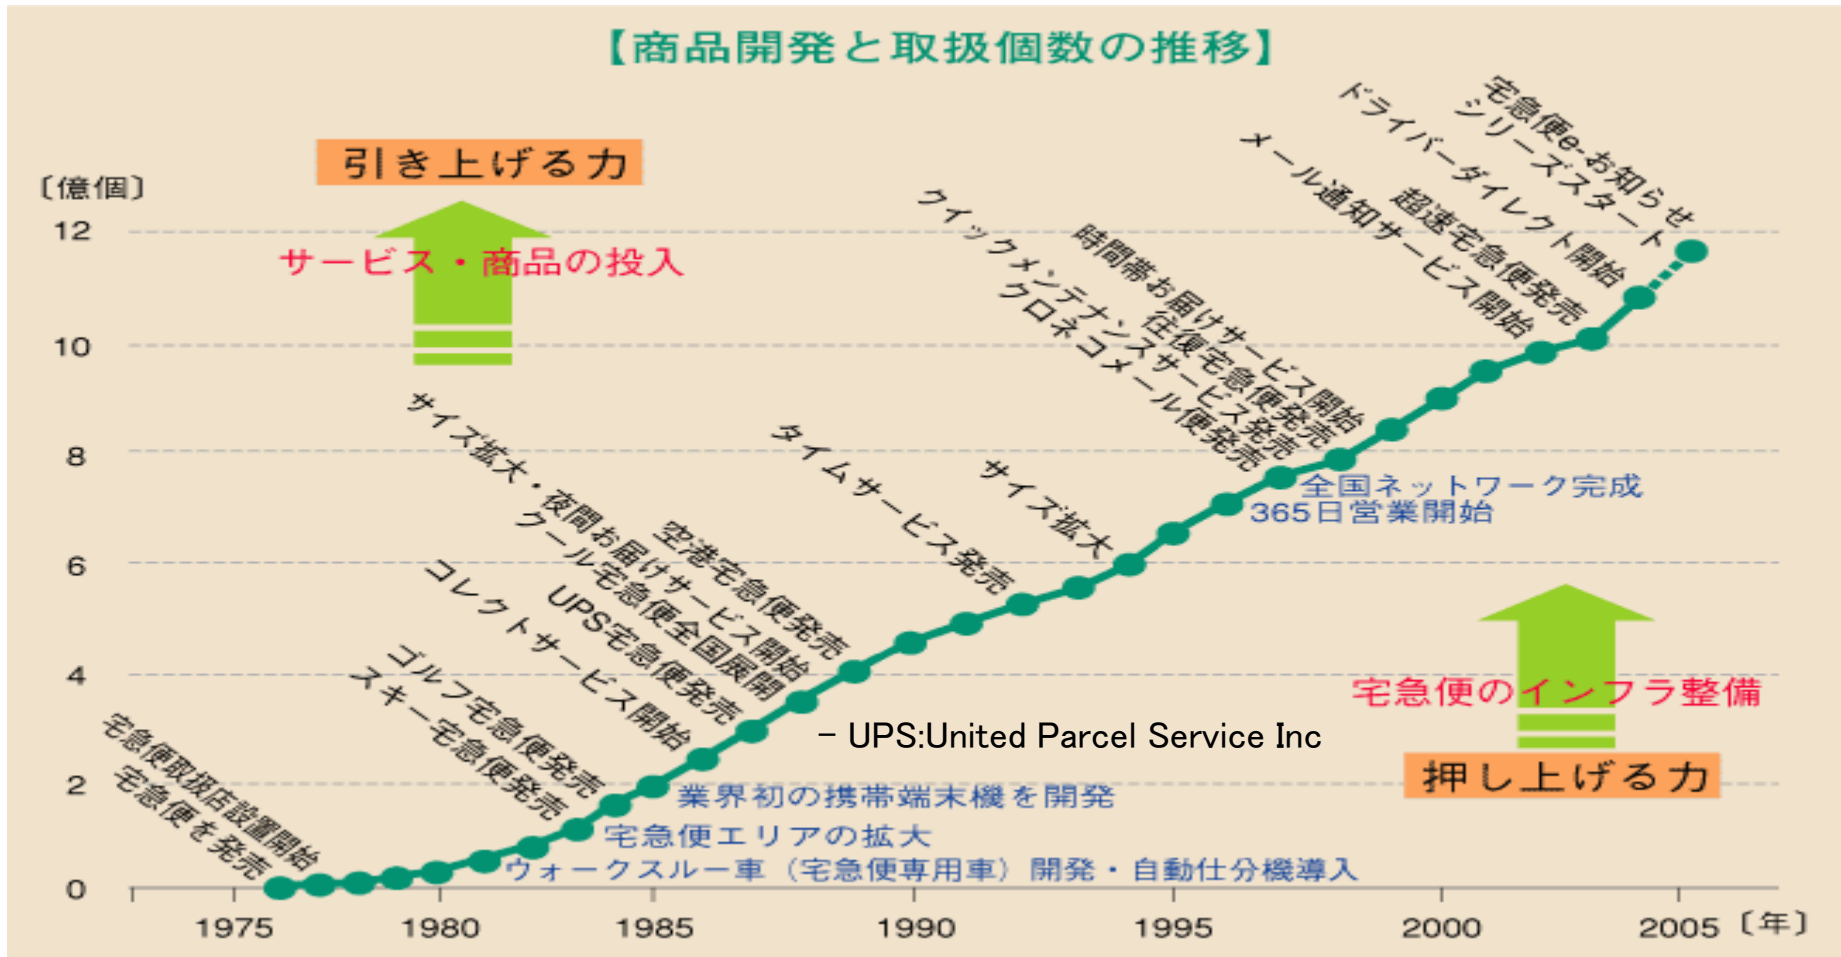 【商品開発と取扱個数の推移】
引き上げる力
〔億個〕
サービス・商品の投入
12
10
8
6
4
2
0
宅急便取扱店設置開始
宅急便を発売
スキー宅急便発売
ゴルフ宅急便発売
コレクトサービス開始
UPS宅急便発売
クール宅急便全国展開
サイズ拡大・夜間お届けサービス開始
空港宅急便発売
タイムサービス発売
サイズ拡大
クロネコメール便発売
クイックメンテナンスサービス発売
往復宅急便発売
時間帯お届けサービス開始
メール通知サービス開始
超速宅急便発売
ドライバーダイレクト開始
宅急便e-お知らせ
シリーズスタート
全国ネットワーク完成
365日営業開始
宅急便のインフラ整備
– UPS:United Parcel Service Inc
押し上げる力
業界初の携帯端末機を開発
宅急便エリアの拡大
ウォークスルー車（宅急便専用車）開発・自動仕分機導入
1975
1980
1985
1990
1995
2000
2005
〔年〕